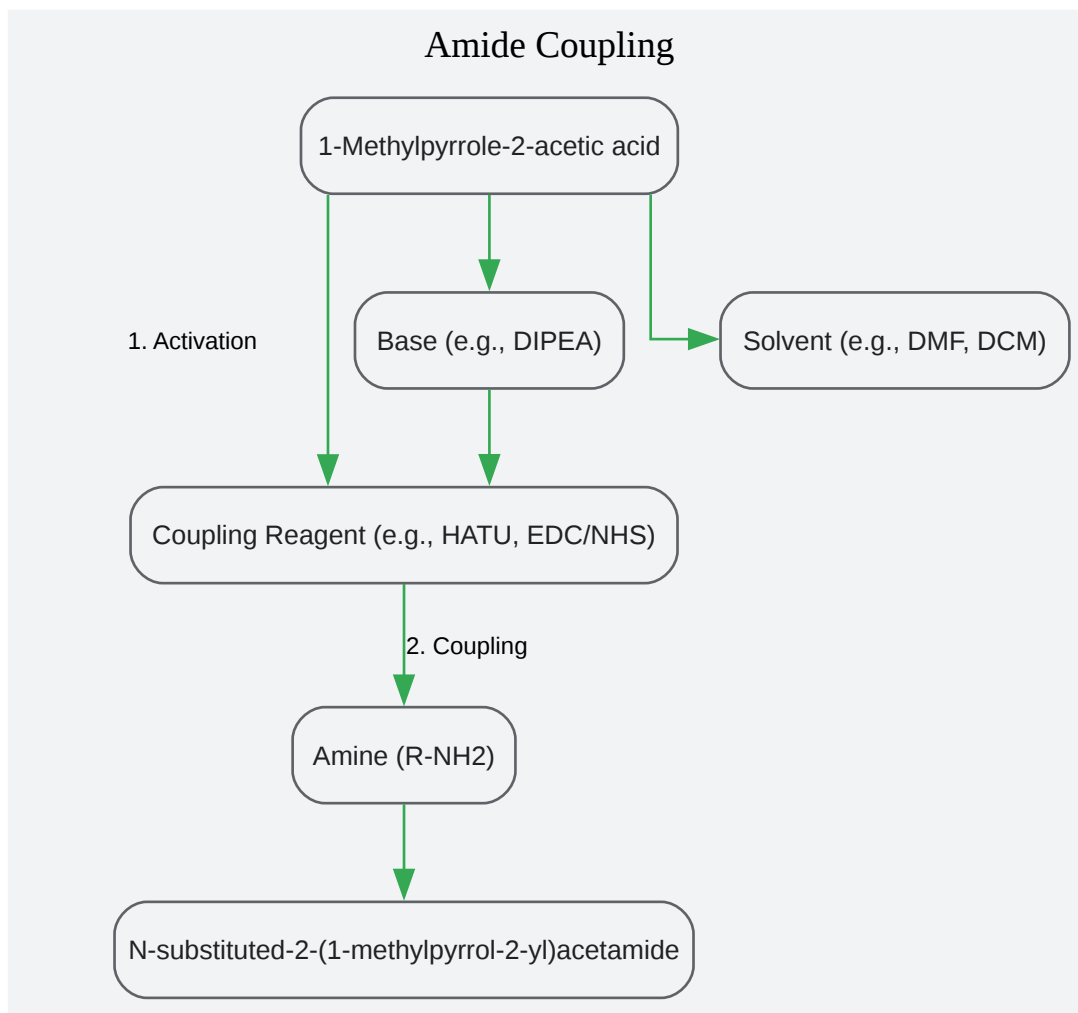 Amide Coupling
1-Methylpyrrole-2-acetic acid
1. Activation
Base (e.g., DIPEA)
Solvent (e.g., DMF, DCM)
Coupling Reagent (e.g., HATU, EDC/NHS)
2. Coupling
Amine (R-NH2)
N-substituted-2-(1-methylpyrrol-2-yl)acetamide